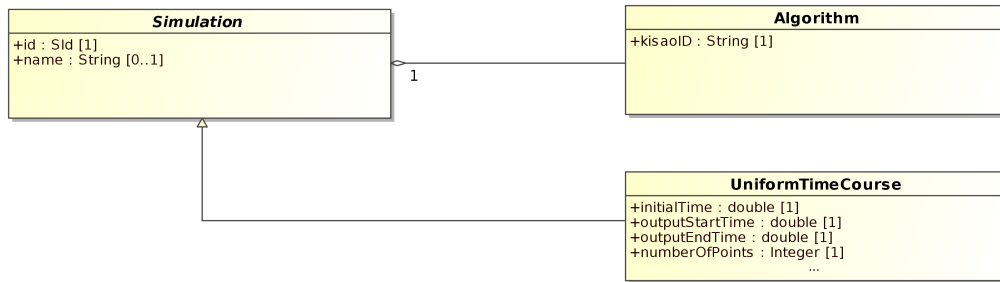 Simulation
+id : SId [1]
+name : String [0..1]
Algorithm
+kisaoID : String [1]
1
UniformTimeCourse
+initialTime : double [1]
+outputStartTime : double [1]
+outputEndTime : double [1]
+numberOfPoints : Integer [1]
...